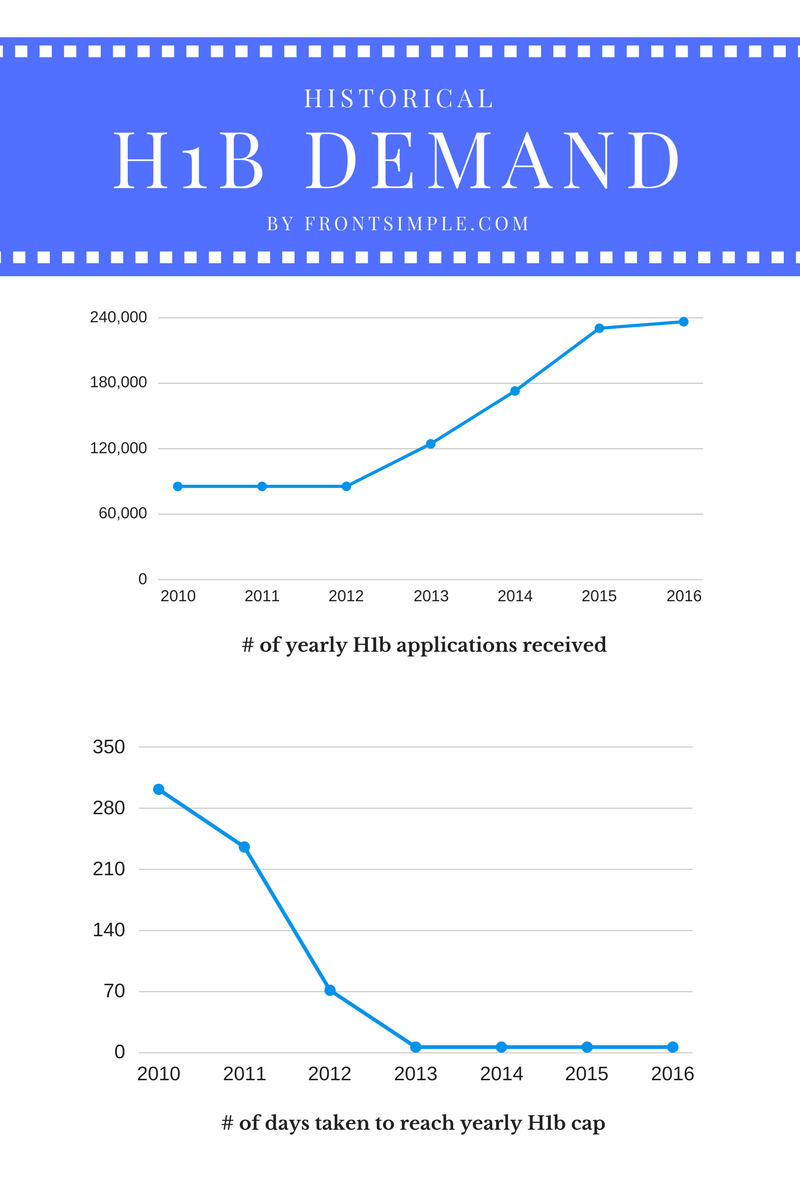 HISTORICAL
H1B DEMAND
BY FRONTSIMPLE.COM
240,000
180,000
120,000
60,000
0
2010 2011 2012 2013 2014 2015 2016
# of yearly H1b applications received
350
280
210
140
70
0
2010 2011 2012 2013 2014 2015 2016
# of days taken to reach yearly H1b cap